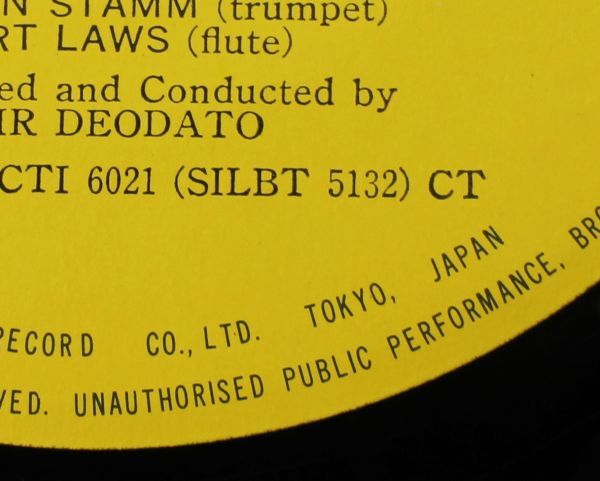 N STAMM (trumpet)
RT LAWS (flute)
ed and Conducted by
IR DEODATO
CTI 6021 (SILBT 5132) CT
RECORD CO., LTD. TOKYO, JAPAN
VED. UNAUTHORISED PUBLIC PERFORMANCE, BRO